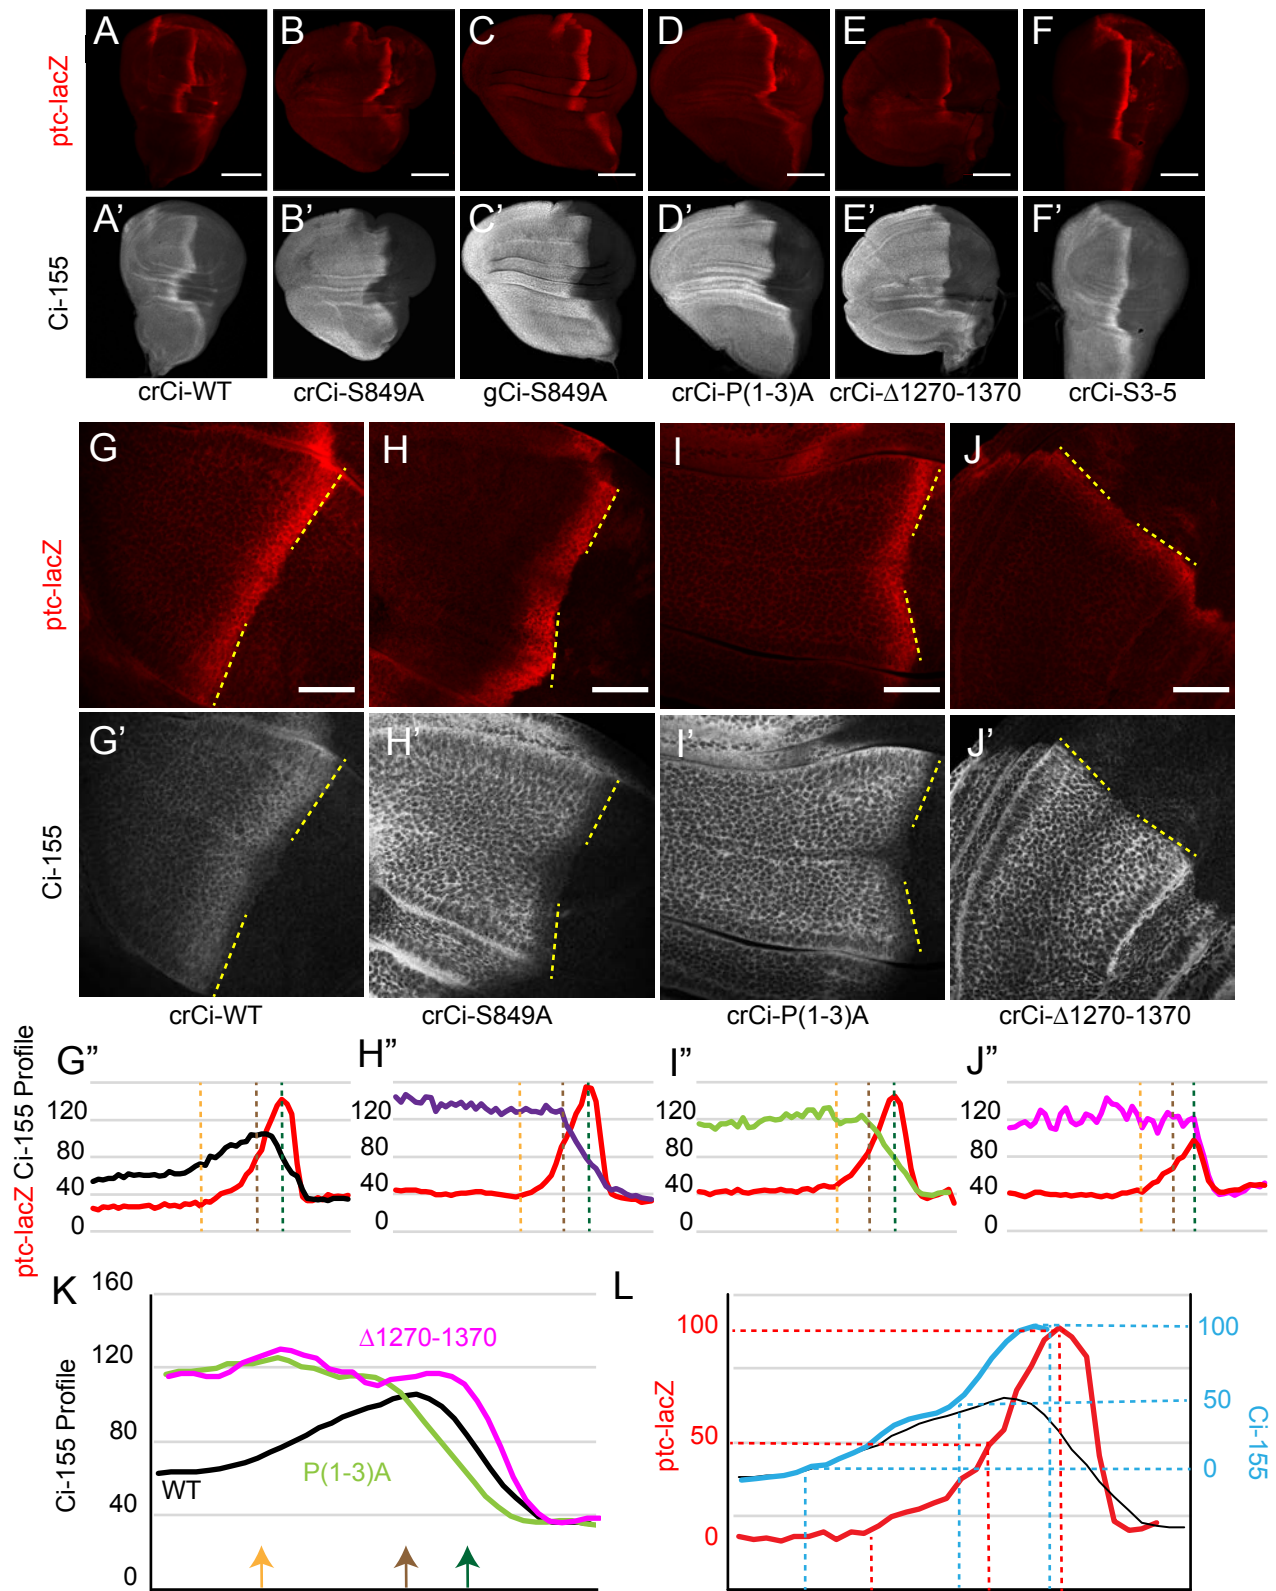 A B C D E F
ptc-lacZ
A’ B’ C’ D’ E’ F’
Ci-155
crCi-WT crCi-S849A gCi-S849A crCi-P(1-3)A crCi-Δ1270-1370 crCi-S3-5
G H I J
ptc-lacZ
G’ H’ I’ J’
Ci-155
crCi-WT crCi-S849A crCi-P(1-3)A crCi-Δ1270-1370
G” H” I” J”
ptc-lacZ Ci-155 Profile
120 120 120 120
80 80 80 80
40 40 40 40
0 0 0 0
K L
Ci-155 Profile
160
120
80
40
0
Δ1270-1370
P(1-3)A
WT
ptc-lacZ
100
50
0
100
50
0
Ci-155